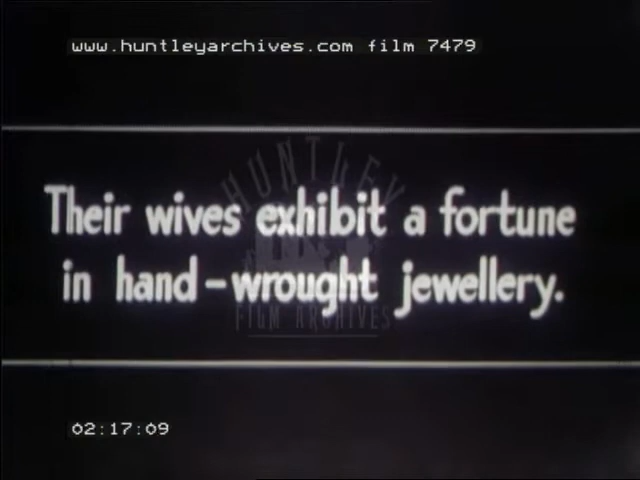 www.huntleyarchives.com film 7479
HUNTLEY
Their wives exhibit a fortune
in hand-wrought jewellery.
FILM ARCHIVES
02:17:09